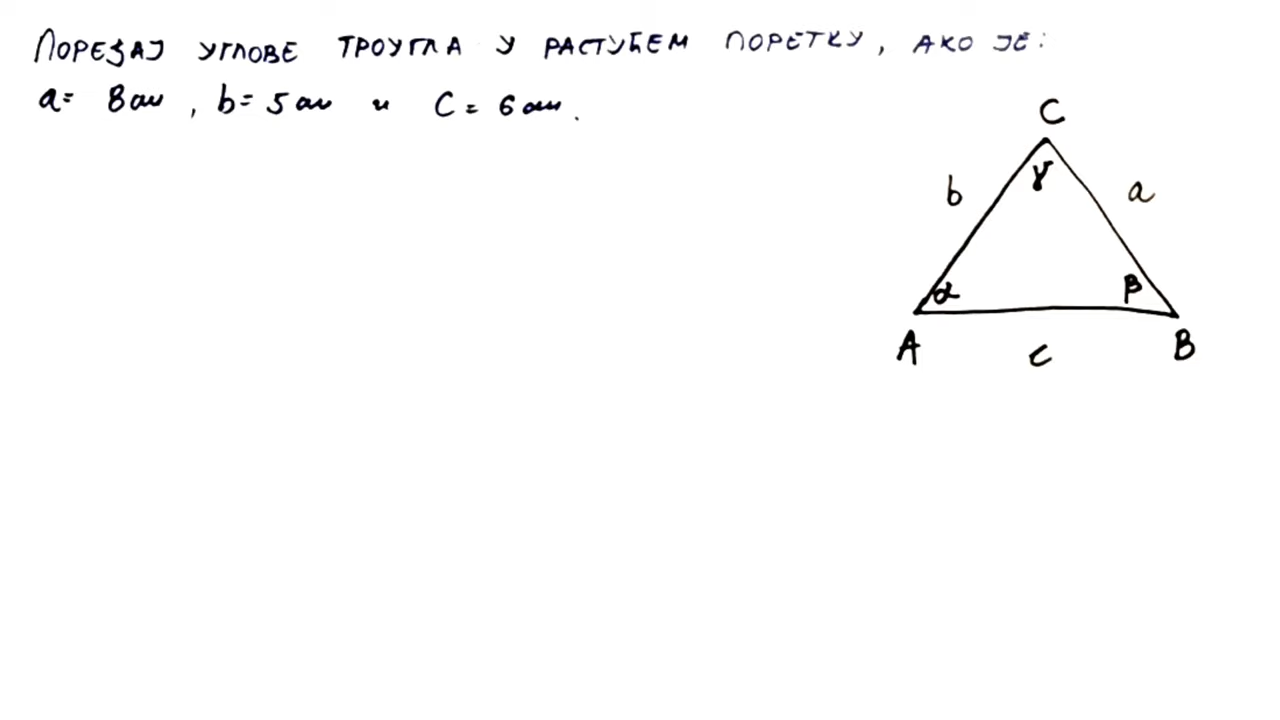 ПОРЕЂАЈ УГЛОВЕ ТРОУГЛА У РАСТУЋЕМ ПОРЕТКУ, АКО ЈЕ:
a= 8cm, b= 5cm и c= 6cm.
C
γ
b
a
α
β
A
c
B